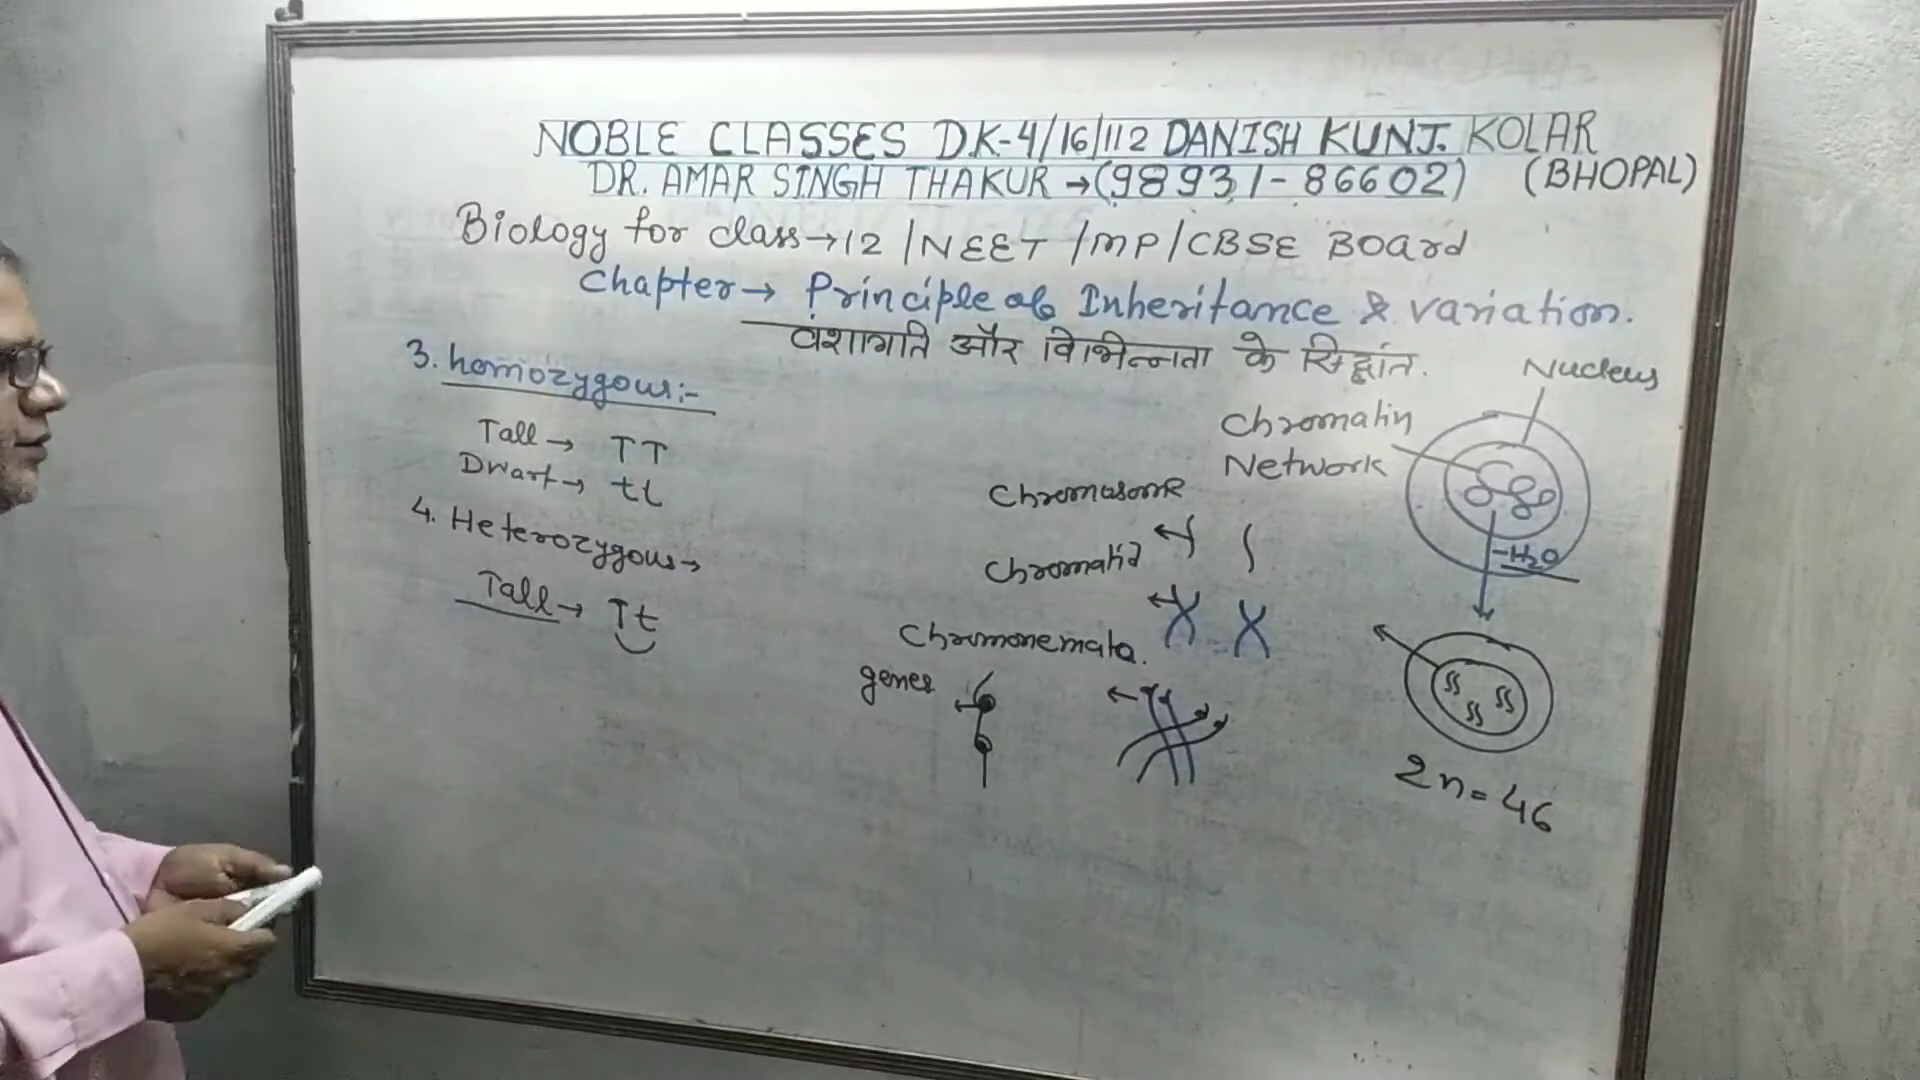 NOBLE CLASSES DK-4/16/112 DANISH KUNJ. KOLAR
DR. AMAR SINGH THAKUR →(98931-86602) (BHOPAL)
Biology for class→12 /NEET /MP/CBSE BOard
Chapter→ Principle of Inheritance & variation.
वंशागति और विभिन्नता के सिद्धांत.
3. homozygous:-
Tall→ TT
Dwarf→ tt
4. Heterozygous→
Tall→ Tt
Nucleus
Chromatin
Network
-H2O
Chromosome
Chromatid
Chromonemata.
genes
2n=46